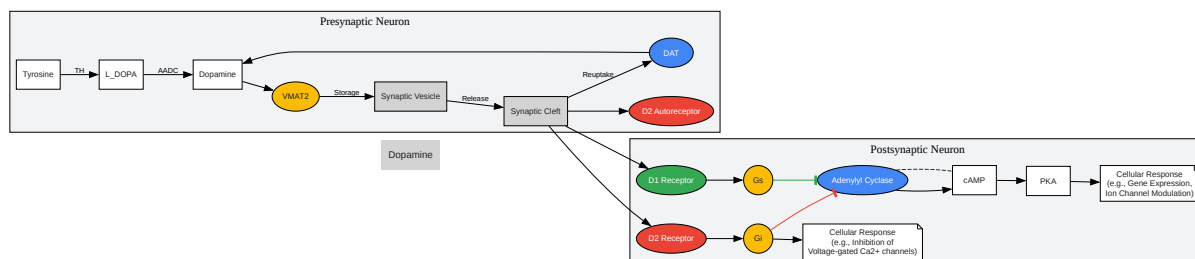 Presynaptic Neuron
Tyrosine
TH
L_DOPA
AADC
Dopamine
VMAT2
Storage
Synaptic Vesicle
Release
Synaptic Cleft
Reuptake
DAT
D2 Autoreceptor
Dopamine
Postsynaptic Neuron
D1 Receptor
Gs
Adenylyl Cyclase
cAMP
PKA
Cellular Response
(e.g., Gene Expression,
Ion Channel Modulation)
D2 Receptor
Gi
Cellular Response
(e.g., Inhibition of
Voltage-gated Ca2+ channels)